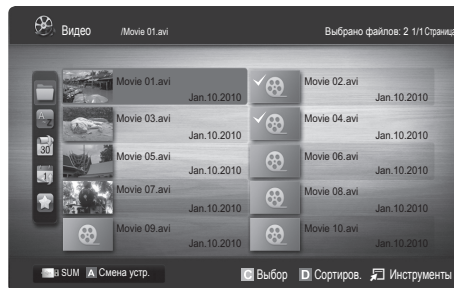 Видео /Movie 01.avi Выбрано файлов: 2 1/1 Страница
Movie 01.avi Movie 02.avi
Jan.10.2010 Jan.10.2010
Movie 03.avi Movie 04.avi
Jan.10.2010 Jan.10.2010
Movie 05.avi Movie 06.avi
Jan.10.2010 Jan.10.2010
Movie 07.avi Movie 08.avi
Jan.10.2010 Jan.10.2010
Movie 09.avi Movie 10.avi
Jan.10.2010 Jan.10.2010
SUM A Смена устр. C Выбор D Сортиров. Инструменты